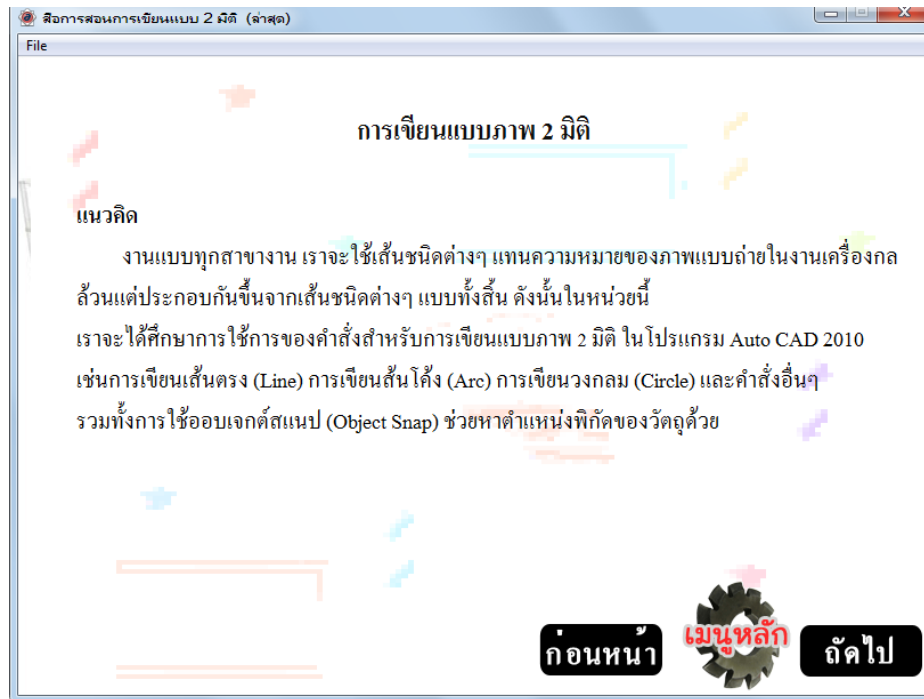 สื่อการสอนการเขียนแบบ 2 มิติ (ล่าสุด)
File
การเขียนแบบภาพ 2 มิติ
แนวคิด
งานแบบทุกสาขางาน เราจะใช้เส้นชนิดต่างๆ แทนความหมายของภาพแบบถ่ายในงานเครื่องกล
ล้วนแต่ประกอบกันขึ้นจากเส้นชนิดต่างๆ แบบทั้งสิ้น ดังนั้นในหน่วยนี้
เราจะได้ศึกษาการใช้การของคำสั่งสำหรับการเขียนแบบภาพ 2 มิติ ในโปรแกรม Auto CAD 2010
เช่นการเขียนเส้นตรง (Line) การเขียนส้นโค้ง (Arc) การเขียนวงกลม (Circle) และคำสั่งอื่นๆ
รวมทั้งการใช้ออบเจกต์สแนป (Object Snap) ช่วยหาตำแหน่งพิกัดของวัตถุด้วย
ก่อนหน้า เมนูหลัก ถัดไป